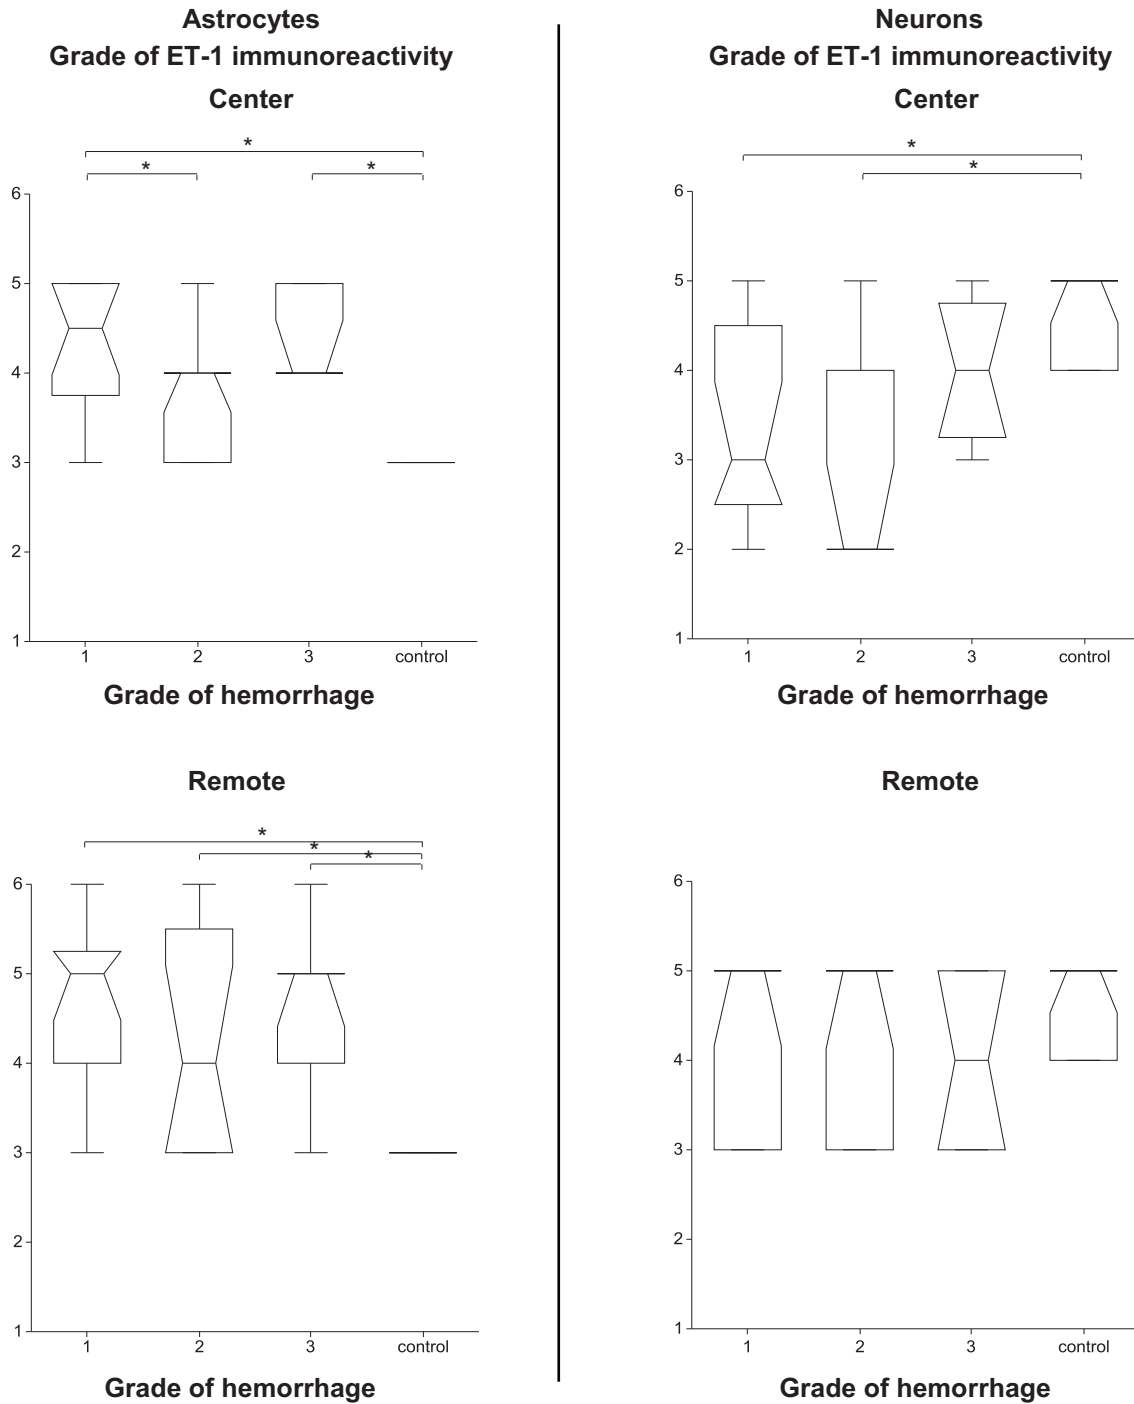 Astrocytes
Grade of ET-1 immunoreactivity
Center
*
*
*
6
5
4
3
2
1
1 2 3 control
Grade of hemorrhage
Remote
*
*
*
6
5
4
3
2
1
1 2 3 control
Grade of hemorrhage
Neurons
Grade of ET-1 immunoreactivity
Center
*
*
6
5
4
3
2
1
1 2 3 control
Grade of hemorrhage
Remote
6
5
4
3
2
1
1 2 3 control
Grade of hemorrhage